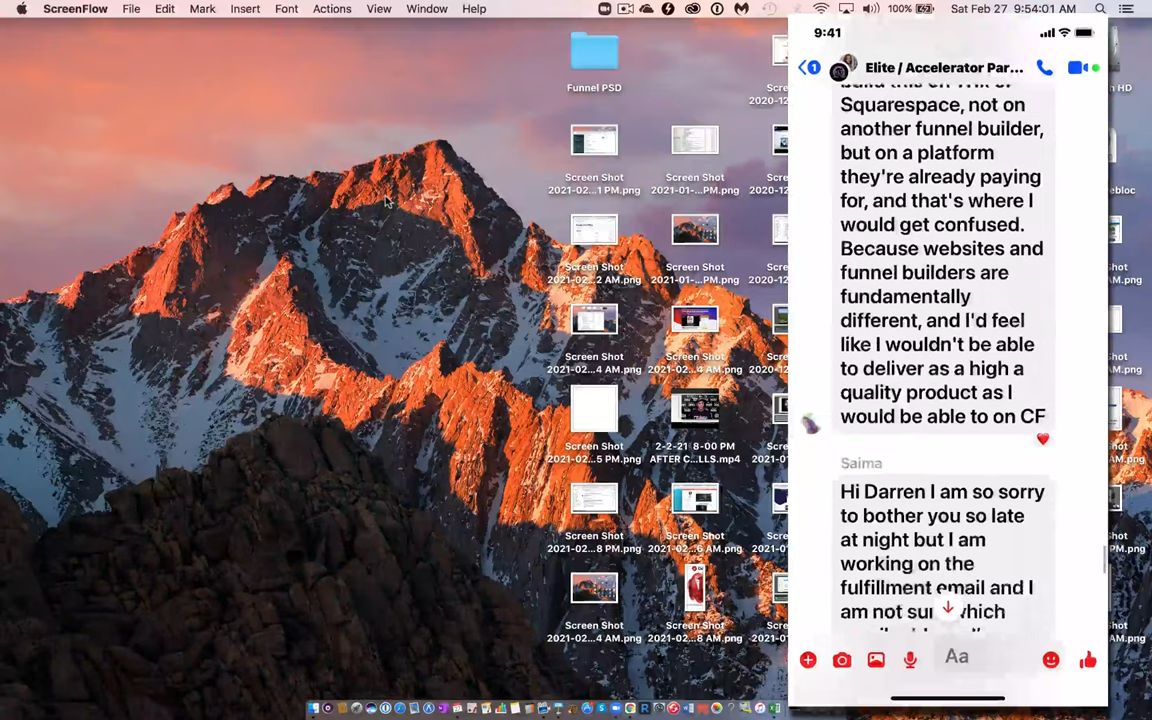 ScreenFlow File Edit Mark Insert Font Actions View Window Help
100% Sat Feb 27 9:54:01 AM
Funnel PSD
Screen Shot
2021-02...1 PM.png
Screen Shot
2021-01-...PM.png
Scre
2020-12
Screen Shot
2021-02...2 AM.png
Screen Shot
2021-01-...PM.png
Screen Shot
2021-02...4 AM.png
Screen Shot
2021-02...4 AM.png
Screen Shot
2021-02...5 PM.png
2-2-21 8-00 PM
AFTER C...LLS.mp4
Screen Shot
2021-02...8 PM.png
Screen Shot
2021-02...6 AM.png
Screen Shot
2021-02...4 AM.png
Screen Shot
2021-02...8 AM.png
9:41
1 Elite / Accelerator Par...
Squarespace, not on
another funnel builder,
but on a platform
they're already paying
for, and that's where I
would get confused.
Because websites and
funnel builders are
fundamentally
different, and I'd feel
like I wouldn't be able
to deliver as a high a
quality product as I
would be able to on CF
Saima
Hi Darren I am so sorry
to bother you so late
at night but I am
working on the
fulfillment email and I
am not sur which
Aa